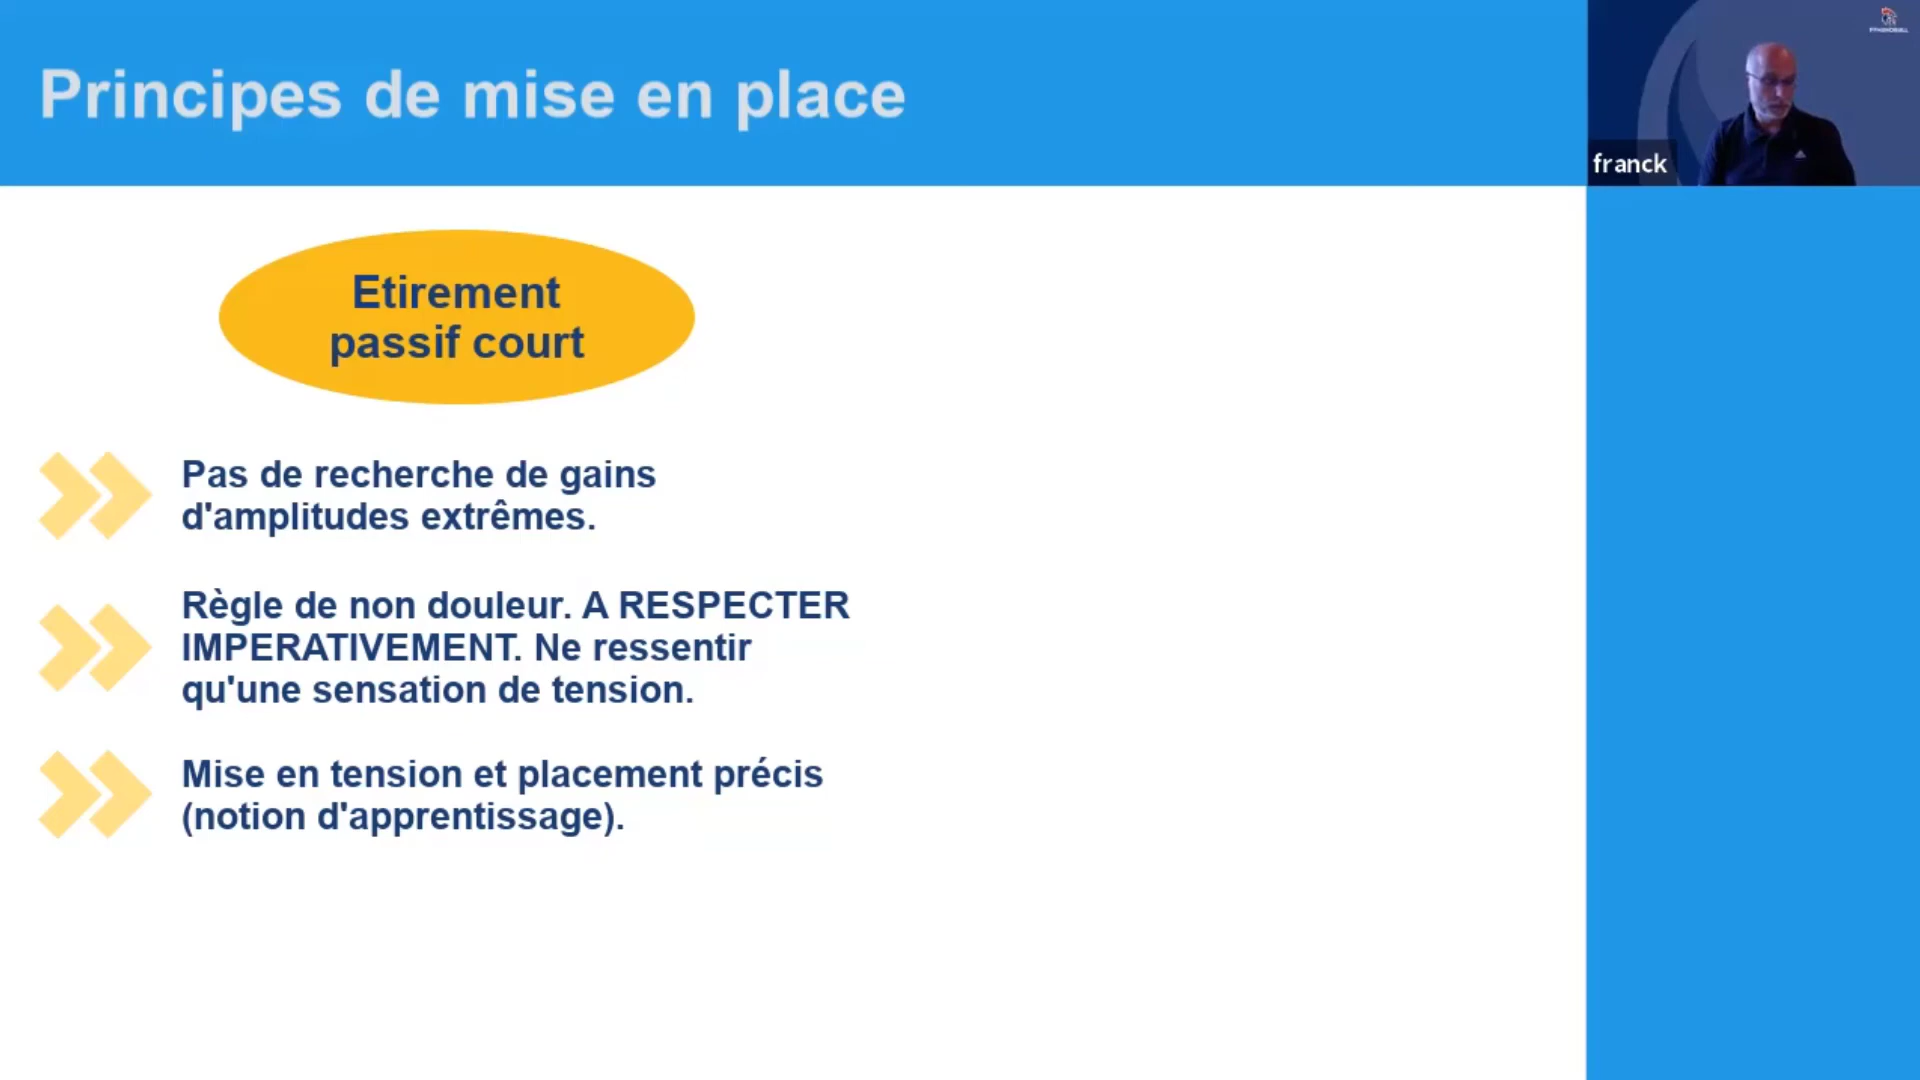 Principes de mise en place
franck
Etirement
passif court
Pas de recherche de gains
d'amplitudes extrêmes.
Règle de non douleur. A RESPECTER
IMPERATIVEMENT. Ne ressentir
qu'une sensation de tension.
Mise en tension et placement précis
(notion d'apprentissage).